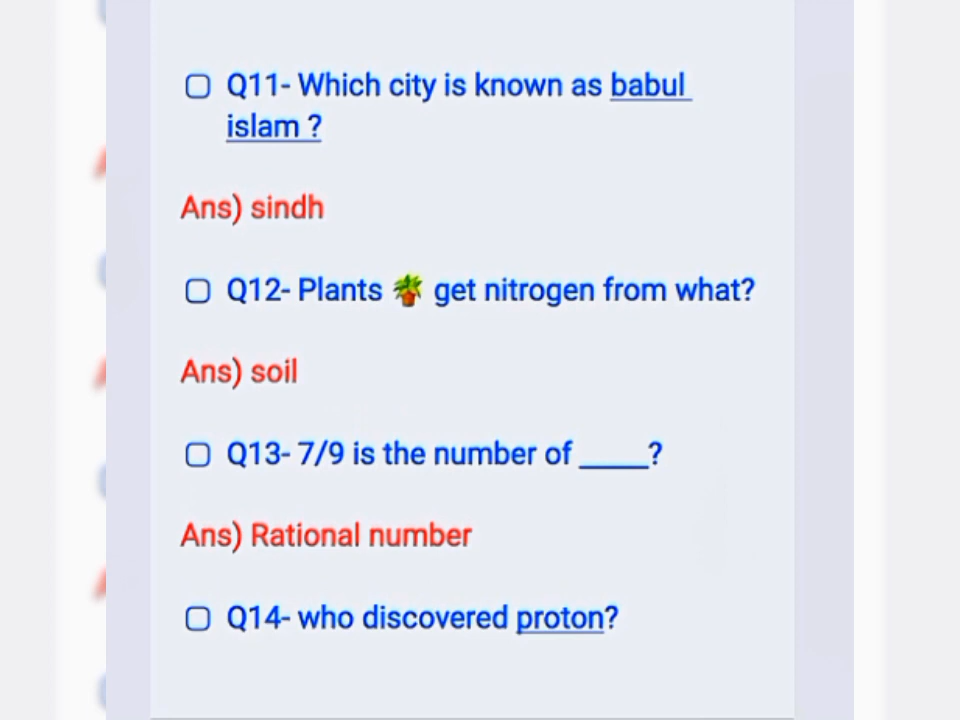 Q11- Which city is known as babul
islam ?
Ans) sindh
Q12- Plants 🪴 get nitrogen from what?
Ans) soil
Q13- 7/9 is the number of _____?
Ans) Rational number
Q14- who discovered proton?